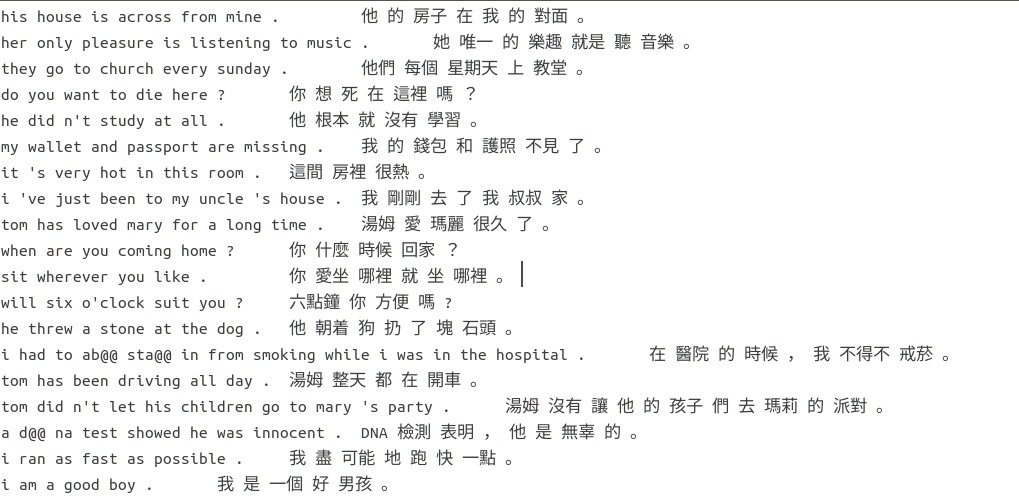 his house is across from mine . 他 的 房子 在 我 的 對面 。
her only pleasure is listening to music . 她 唯一 的 樂趣 就是 聽 音樂 。
they go to church every sunday . 他們 每個 星期天 上 教堂 。
do you want to die here ? 你 想 死 在 這裡 嗎 ？
he did n't study at all . 他 根本 就 沒有 學習 。
my wallet and passport are missing . 我 的 錢包 和 護照 不見 了 。
it 's very hot in this room . 這間 房裡 很熱 。
i 've just been to my uncle 's house . 我 剛剛 去 了 我 叔叔 家 。
tom has loved mary for a long time . 湯姆 愛 瑪麗 很久 了 。
when are you coming home ? 你 什麼 時候 回家 ？
sit wherever you like . 你 愛坐 哪裡 就 坐 哪裡 。
will six o'clock suit you ? 六點鐘 你 方便 嗎 ?
he threw a stone at the dog . 他 朝着 狗 扔 了 塊 石頭 。
i had to ab@@ sta@@ in from smoking while i was in the hospital . 在 醫院 的 時候 ， 我 不得不 戒菸 。
tom has been driving all day . 湯姆 整天 都 在 開車 。
tom did n't let his children go to mary 's party . 湯姆 沒有 讓 他 的 孩子 們 去 瑪莉 的 派對 。
a d@@ na test showed he was innocent . DNA 檢測 表明 ， 他 是 無辜 的 。
i ran as fast as possible . 我 盡 可能 地 跑 快 一點 。
i am a good boy . 我 是 一個 好 男孩 。